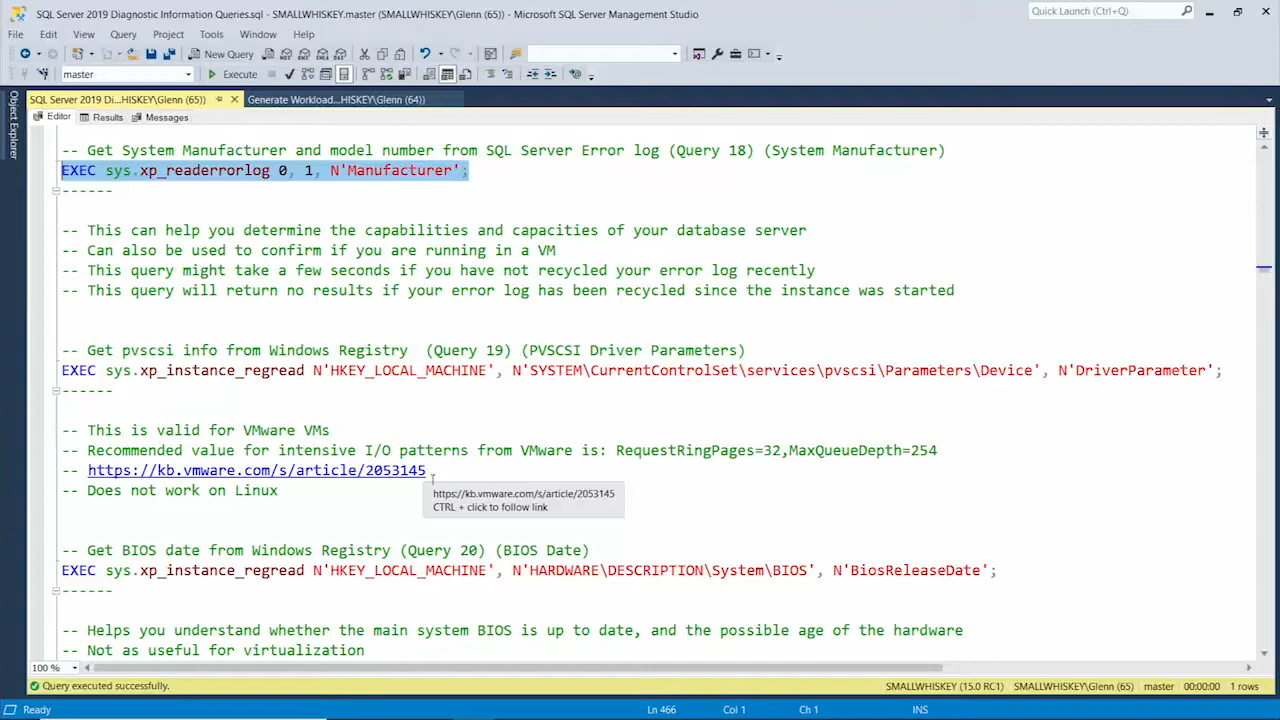 SQL Server 2019 Diagnostic Information Queries.sql - SMALLWHISKEY.master (SMALLWHISKEY\Glenn (65)) - Microsoft SQL Server Management Studio
Quick Launch (Ctrl+Q)
File Edit View Query Project Tools Window Help
New Query
master
Execute
SQL Server 2019 Di...HISKEY\Glenn (65))
Generate Workload...HISKEY\Glenn (64))
Object Explorer
Editor Results Messages
-- Get System Manufacturer and model number from SQL Server Error log (Query 18) (System Manufacturer)
EXEC sys.xp_readerrorlog 0, 1, N'Manufacturer';
------
-- This can help you determine the capabilities and capacities of your database server
-- Can also be used to confirm if you are running in a VM
-- This query might take a few seconds if you have not recycled your error log recently
-- This query will return no results if your error log has been recycled since the instance was started
-- Get pvscsi info from Windows Registry  (Query 19) (PVSCSI Driver Parameters)
EXEC sys.xp_instance_regread N'HKEY_LOCAL_MACHINE', N'SYSTEM\CurrentControlSet\services\pvscsi\Parameters\Device', N'DriverParameter';
------
-- This is valid for VMware VMs
-- Recommended value for intensive I/O patterns from VMware is: RequestRingPages=32,MaxQueueDepth=254
-- https://kb.vmware.com/s/article/2053145
https://kb.vmware.com/s/article/2053145
CTRL + click to follow link
-- Does not work on Linux
-- Get BIOS date from Windows Registry (Query 20) (BIOS Date)
EXEC sys.xp_instance_regread N'HKEY_LOCAL_MACHINE', N'HARDWARE\DESCRIPTION\System\BIOS', N'BiosReleaseDate';
------
-- Helps you understand whether the main system BIOS is up to date, and the possible age of the hardware
-- Not as useful for virtualization
100 %
Query executed successfully.
SMALLWHISKEY (15.0 RC1) SMALLWHISKEY\Glenn (65) master 00:00:00 1 rows
Ready
Ln 466 Col 1 Ch 1 INS